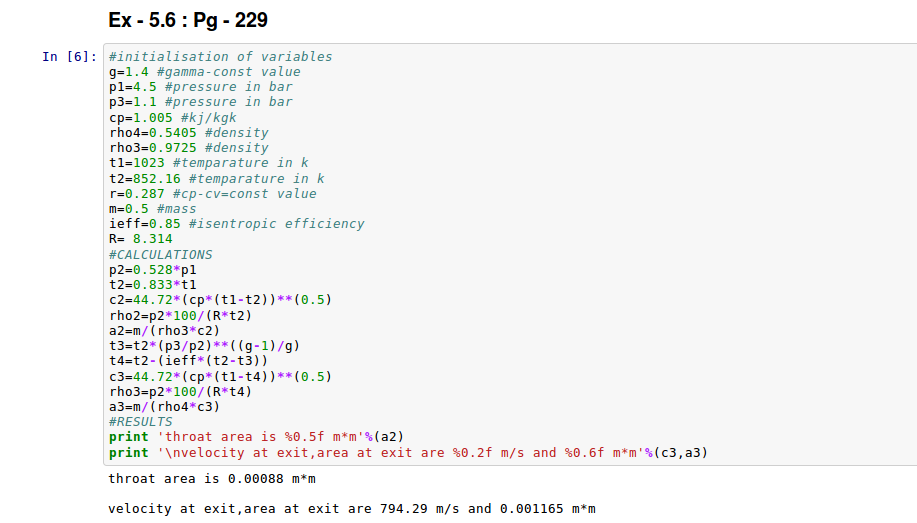 Ex - 5.6 : Pg - 229
In [6]: #initialisation of variables
g=1.4 #gamma-const value
p1=4.5 #pressure in bar
p3=1.1 #pressure in bar
cp=1.005 #kj/kgk
rho4=0.5405 #density
rho3=0.9725 #density
t1=1023 #temparature in k
t2=852.16 #temparature in k
r=0.287 #cp-cv=const value
m=0.5 #mass
ieff=0.85 #isentropic efficiency
R= 8.314
#CALCULATIONS
p2=0.528*p1
t2=0.833*t1
c2=44.72*(cp*(t1-t2))**(0.5)
rho2=p2*100/(R*t2)
a2=m/(rho3*c2)
t3=t2*(p3/p2)**((g-1)/g)
t4=t2-(ieff*(t2-t3))
c3=44.72*(cp*(t1-t4))**(0.5)
rho3=p2*100/(R*t4)
a3=m/(rho4*c3)
#RESULTS
print 'throat area is %0.5f m*m'%(a2)
print '\nvelocity at exit,area at exit are %0.2f m/s and %0.6f m*m'%(c3,a3)
throat area is 0.00088 m*m
velocity at exit,area at exit are 794.29 m/s and 0.001165 m*m